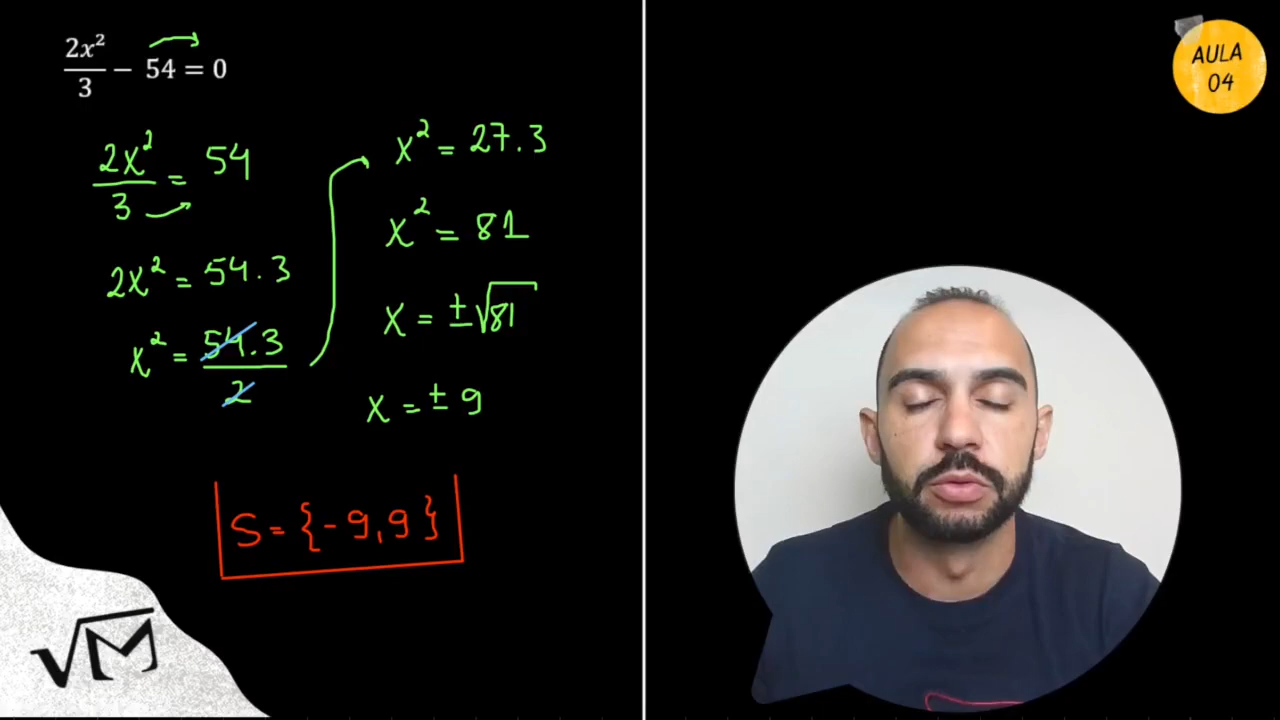 2x²/3 − 54 = 0
2x²/3 = 54
2x² = 54.3
x² = 54.3/2
x² = 27.3
x² = 81
x = ±√81
x = ± 9
S = {-9,9}
AULA
04
√M